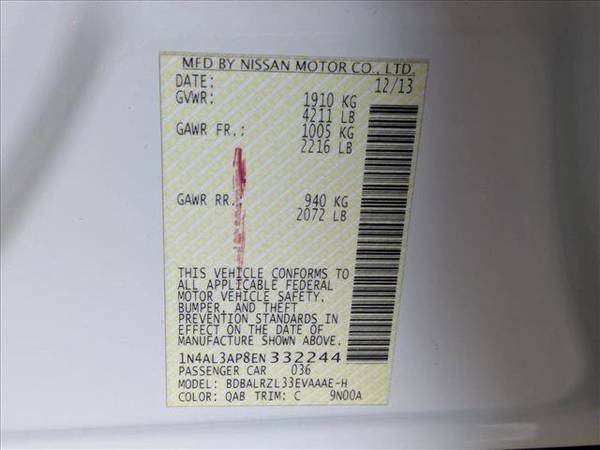 MFD BY NISSAN MOTOR CO., LTD.
DATE: 12/13
GVWR: 1910 KG
4211 LB
GAWR FR.: 1005 KG
2216 LB
GAWR RR.: 940 KG
2072 LB
THIS VEHICLE CONFORMS TO
ALL APPLICABLE FEDERAL
MOTOR VEHICLE SAFETY,
BUMPER, AND THEFT
PREVENTION STANDARDS IN
EFFECT ON THE DATE OF
MANUFACTURE SHOWN ABOVE.
1N4AL3AP8EN332244
PASSENGER CAR 036
MODEL: BDBALRZL33EVAAAE-H
COLOR: QAB TRIM: C 9N00A